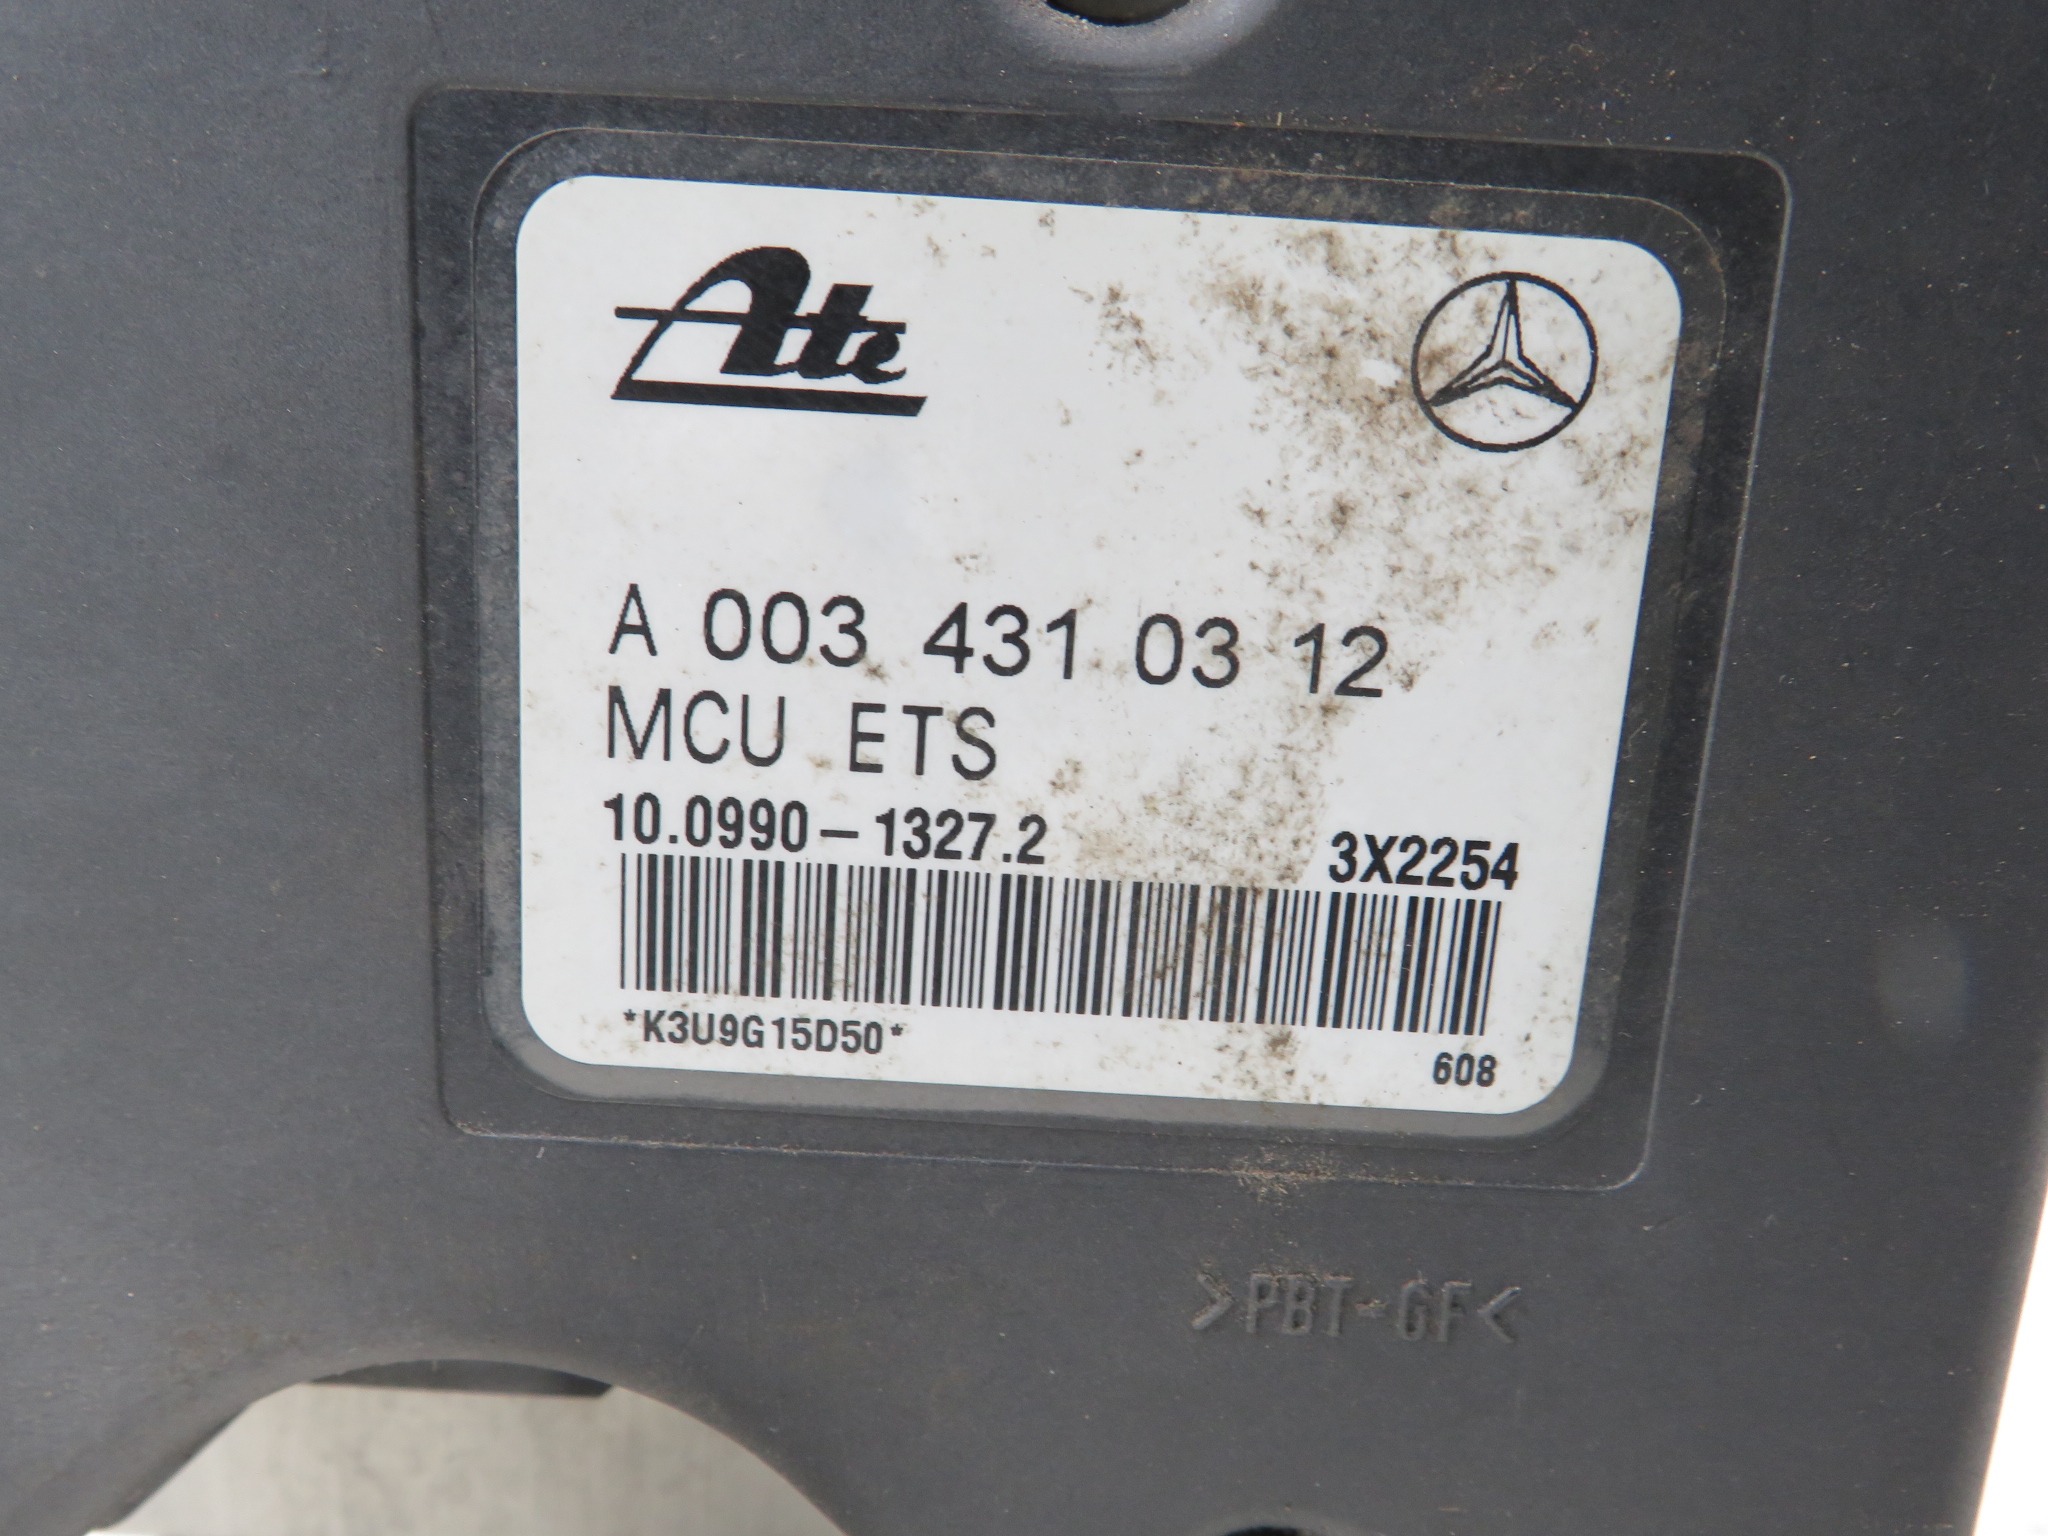 Ate
A 003 431 03 12
MCU ETS
10.0990-1327.2 3X2254
*K3U9G15D50*
608
>PBT-GF<